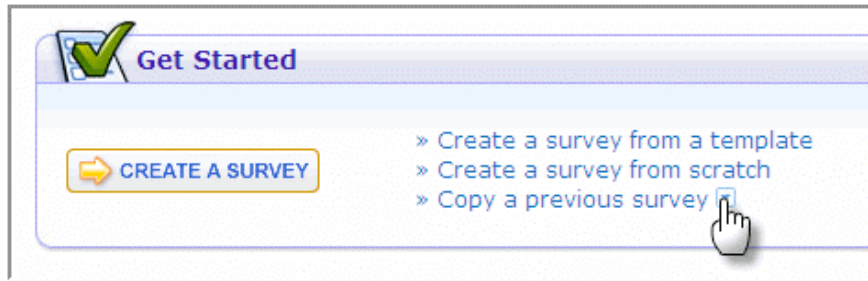 Get Started
CREATE A SURVEY
» Create a survey from a template
» Create a survey from scratch
» Copy a previous survey